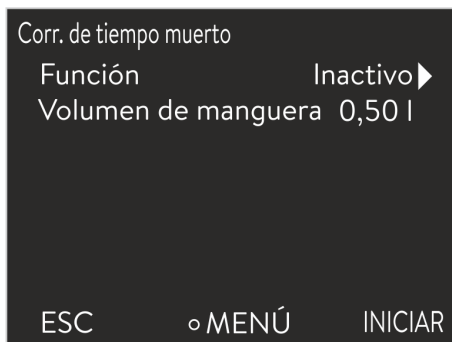 Corr. de tiempo muerto
Función Inactivo
Volumen de manguera 0,50 l
ESC MENÚ INICIAR